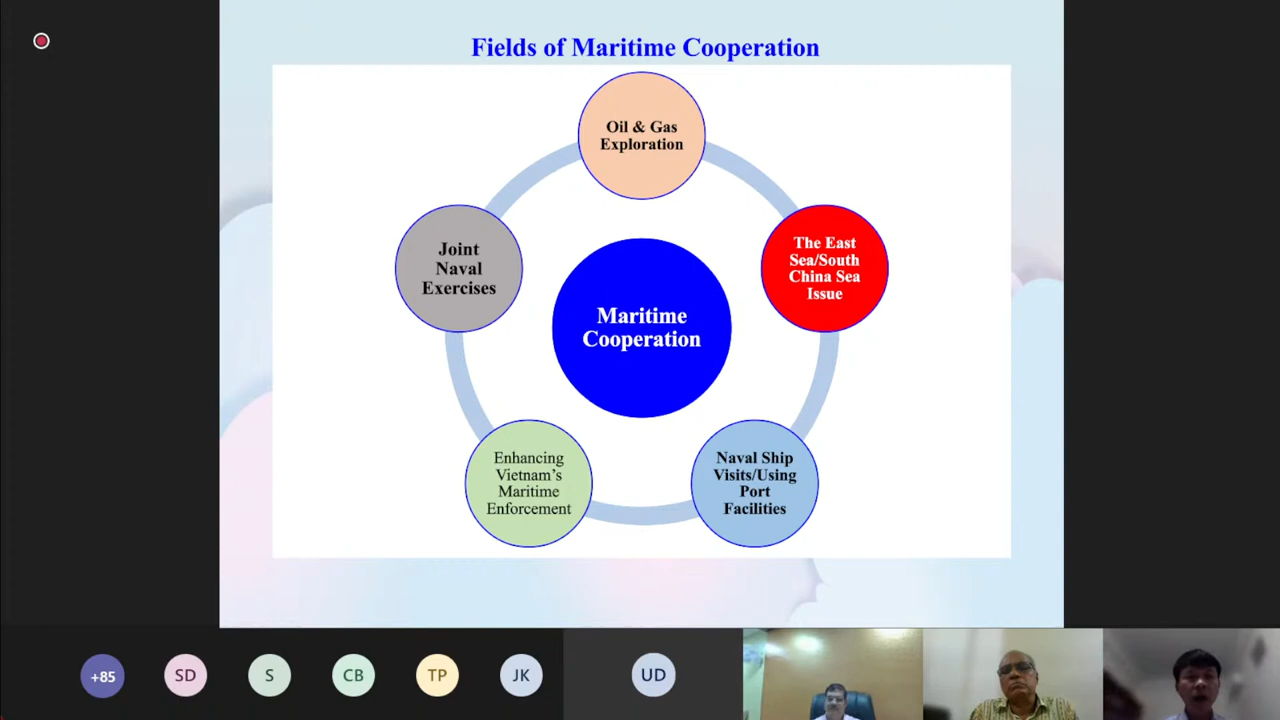 Fields of Maritime Cooperation
Oil & Gas
Exploration
The East
Sea/South
China Sea
Issue
Joint
Naval
Exercises
Maritime
Cooperation
Enhancing
Vietnam’s
Maritime
Enforcement
Naval Ship
Visits/Using
Port
Facilities
+85
SD
S
CB
TP
JK
UD